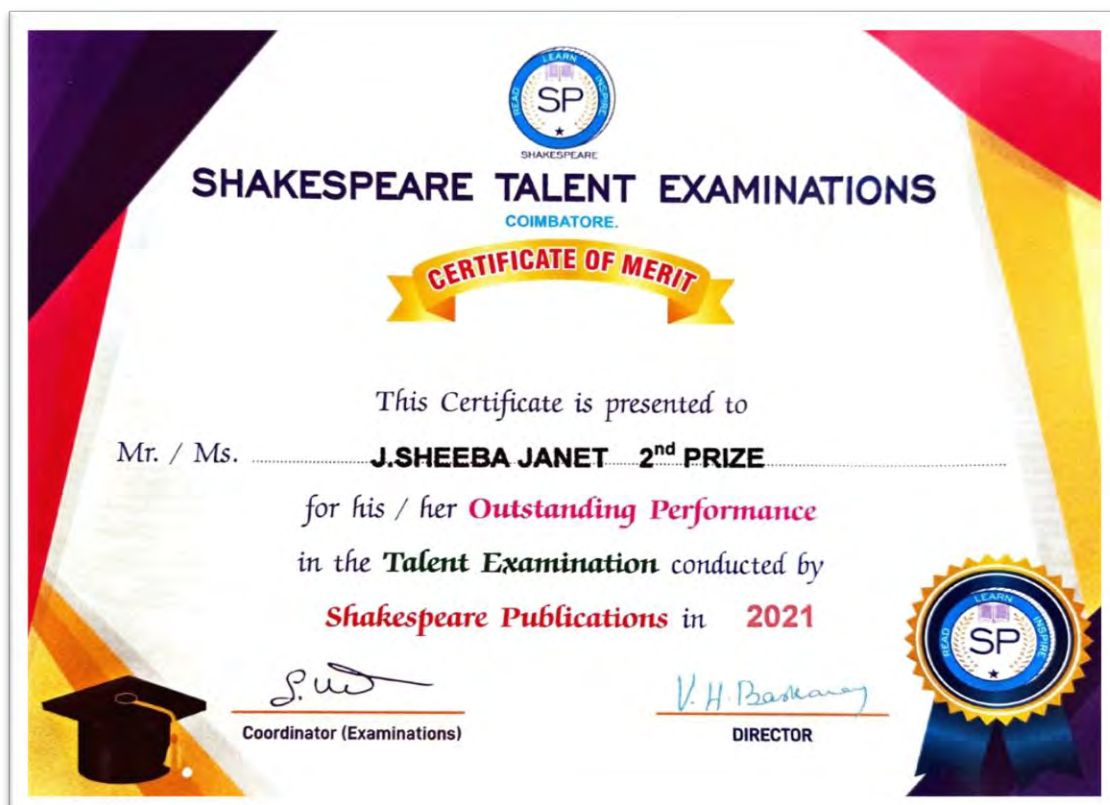 READ LEARN INSPIRE
SP
SHAKESPEARE
SHAKESPEARE TALENT EXAMINATIONS
COIMBATORE.
CERTIFICATE OF MERIT
This Certificate is presented to
Mr. / Ms. J.SHEEBA JANET 2nd PRIZE
for his / her Outstanding Performance
in the Talent Examination conducted by
Shakespeare Publications in 2021
READ LEARN INSPIRE
SP
V. H. Baskaran
Coordinator (Examinations) DIRECTOR